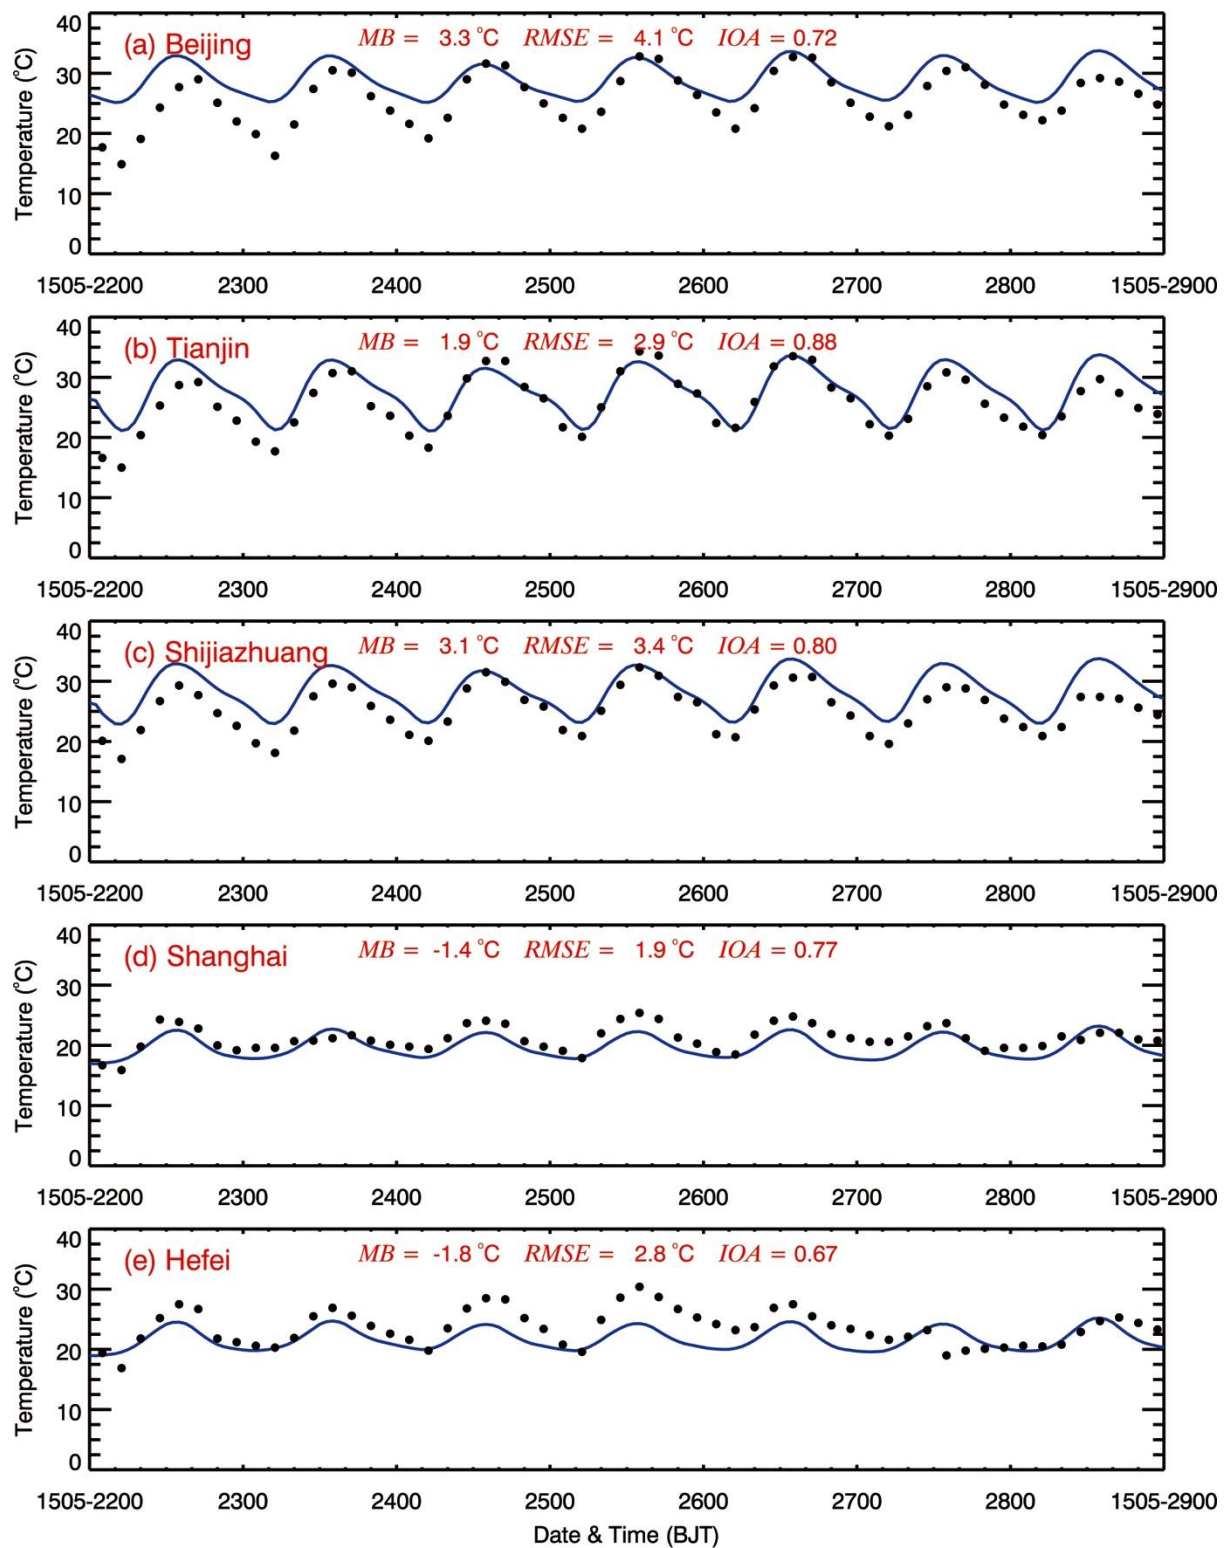 (a) Beijing MB = 3.3 °C RMSE = 4.1 °C IOA = 0.72
Temperature (°C)
40
30
20
10
0
1505-2200 2300 2400 2500 2600 2700 2800 1505-2900
(b) Tianjin MB = 1.9 °C RMSE = 2.9 °C IOA = 0.88
Temperature (°C)
40
30
20
10
0
1505-2200 2300 2400 2500 2600 2700 2800 1505-2900
(c) Shijiazhuang MB = 3.1 °C RMSE = 3.4 °C IOA = 0.80
Temperature (°C)
40
30
20
10
0
1505-2200 2300 2400 2500 2600 2700 2800 1505-2900
(d) Shanghai MB = -1.4 °C RMSE = 1.9 °C IOA = 0.77
Temperature (°C)
40
30
20
10
0
1505-2200 2300 2400 2500 2600 2700 2800 1505-2900
(e) Hefei MB = -1.8 °C RMSE = 2.8 °C IOA = 0.67
Temperature (°C)
40
30
20
10
0
1505-2200 2300 2400 2500 2600 2700 2800 1505-2900
Date & Time (BJT)